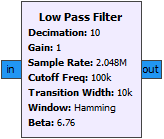 Low Pass Filter
Decimation: 10
Gain: 1
Sample Rate: 2.048M
in
out
Cutoff Freq: 100k
Transition Width: 10k
Window: Hamming
Beta: 6.76